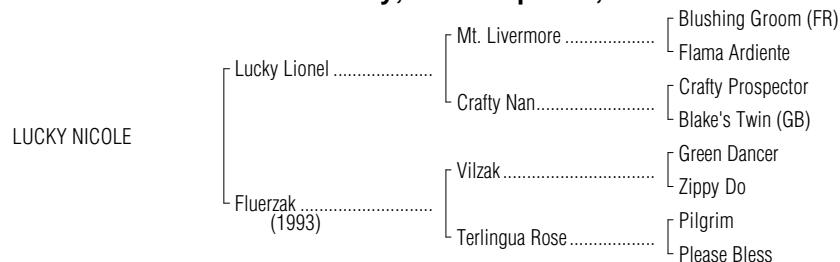 Blushing Groom (FR)
Mt. Livermore ....................
Flama Ardiente
Lucky Lionel ......................
Crafty Prospector
Crafty Nan......................
Blake's Twin (GB)
LUCKY NICOLE
Green Dancer
Vilzak.............................
Zippy Do
Fluerzak .............................
(1993)
Pilgrim
Terlingua Rose...................
Please Bless